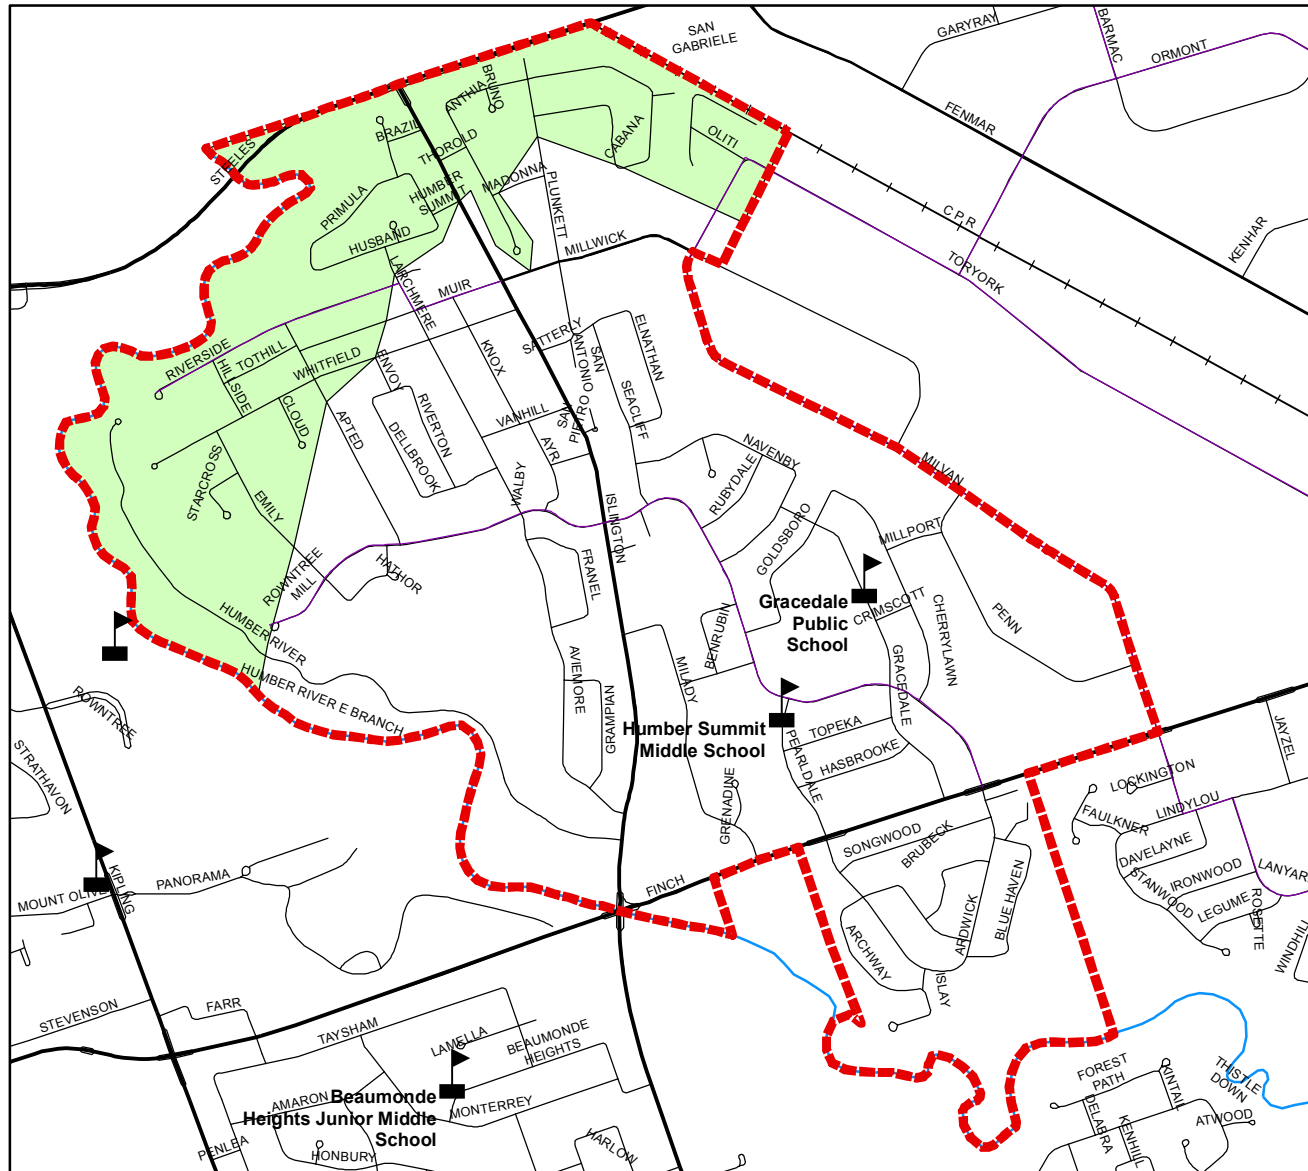 SAN
GABRIELE
GARYRAY
BARMAC
ORMONT
FENMAR
STEELES
BRAZIL
ANTHIA
BRUNO
THOROLD
CABANA
OLITI
PRIMULA
HUMBER
SUMMIT
MADONNA
PLUNKETT
HUSBAND
MILLWICK
C.P.R
TORYORK
KENHAR
LARCHMERE
MUIR
RIVERSIDE
TOTHILL
HILLSIDE
WHITFIELD
KNOX
SATTERLY
SAN
ANTONIO
ELNATHAN
ENVOY
CLOUD
APTED
RIVERTON
DELLBROOK
VANHILL
SAN
PIETRO
SEACLIFF
AYR
NAVENBY
RUBYDALE
MILVAN
STARCROSS
EMILY
WALBY
ISLINGTON
GOLDSBORO
MILLPORT
ROWNTREE
MILL
HATHOR
FRANEL
Gracedale
Public
School
CRIMSCOTT
CHERRYLAWN
PENN
HUMBER RIVER
HUMBER RIVER E BRANCH
BENRUBIN
MILADY
AVIEMORE
GRAMPIAN
GRACEDALE
ROWNTREE
STRATHAVON
Humber Summit
Middle School
TOPEKA
HASBROOKE
PEARLDALE
GRENADINE
JAYZEL
LOCKINGTON
LINDYLOU
FAULKNER
DAVELAYNE
STANWOOD
IRONWOOD
LEGUME
LANYAR
ROSETTE
WINDHILL
SONGWOOD
BRUBECK
BLUE HAVEN
ARDWICK
ARCHWAY
ISLAY
FINCH
MOUNT OLIVE
KIPLING
PANORAMA
STEVENSON
FARR
TAYSHAM
LAMELLA
BEAUMONDE
HEIGHTS
Beaumonde
Heights Junior Middle
School
AMARON
MONTERREY
PENLEA
HONBURY
HARLOW
FOREST
PATH
KINTAIL
THISTLE
DOWN
DELABRA
KENHILL
ATWOOD